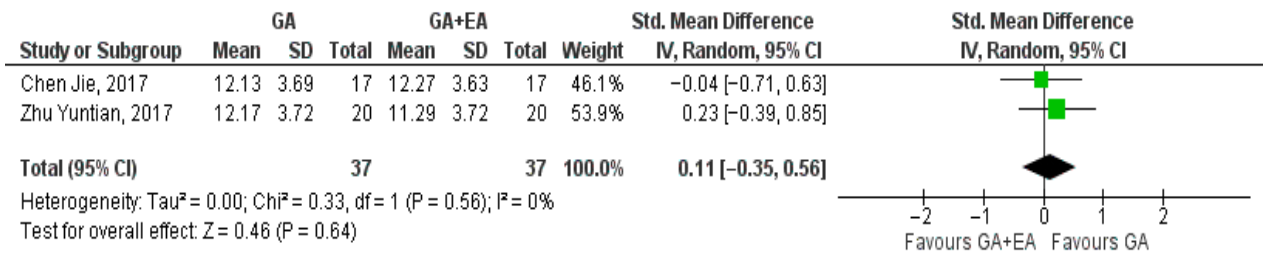 GA GA+EA Std. Mean Difference Std. Mean Difference
Study or Subgroup Mean SD Total Mean SD Total Weight IV, Random, 95% CI IV, Random, 95% CI
Chen Jie, 2017 12.13 3.69 17 12.27 3.63 17 46.1% −0.04 [−0.71, 0.63]
Zhu Yuntian, 2017 12.17 3.72 20 11.29 3.72 20 53.9% 0.23 [−0.39, 0.85]
Total (95% CI) 37 37 100.0% 0.11 [−0.35, 0.56]
Heterogeneity: Tau² = 0.00; Chi² = 0.33, df = 1 (P = 0.56); I² = 0%
Test for overall effect: Z = 0.46 (P = 0.64)
−2 −1 0 1 2
Favours GA+EA Favours GA